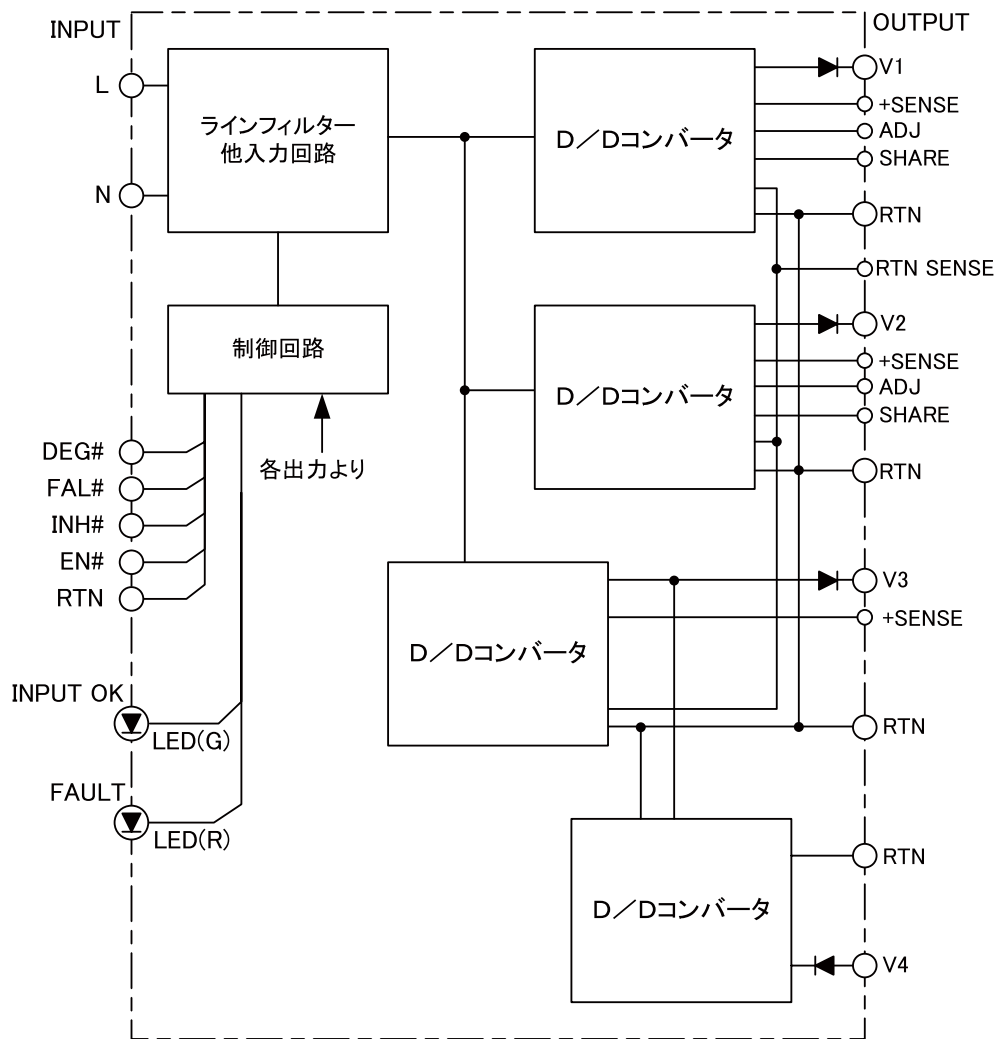 INPUT
OUTPUT
L
N
ラインフィルター
他入力回路
D／Dコンバータ
V1
+SENSE
ADJ
SHARE
RTN
RTN SENSE
制御回路
各出力より
D／Dコンバータ
V2
+SENSE
ADJ
SHARE
RTN
DEG#
FAL#
INH#
EN#
RTN
D／Dコンバータ
V3
+SENSE
RTN
INPUT OK
LED(G)
FAULT
LED(R)
D／Dコンバータ
RTN
V4